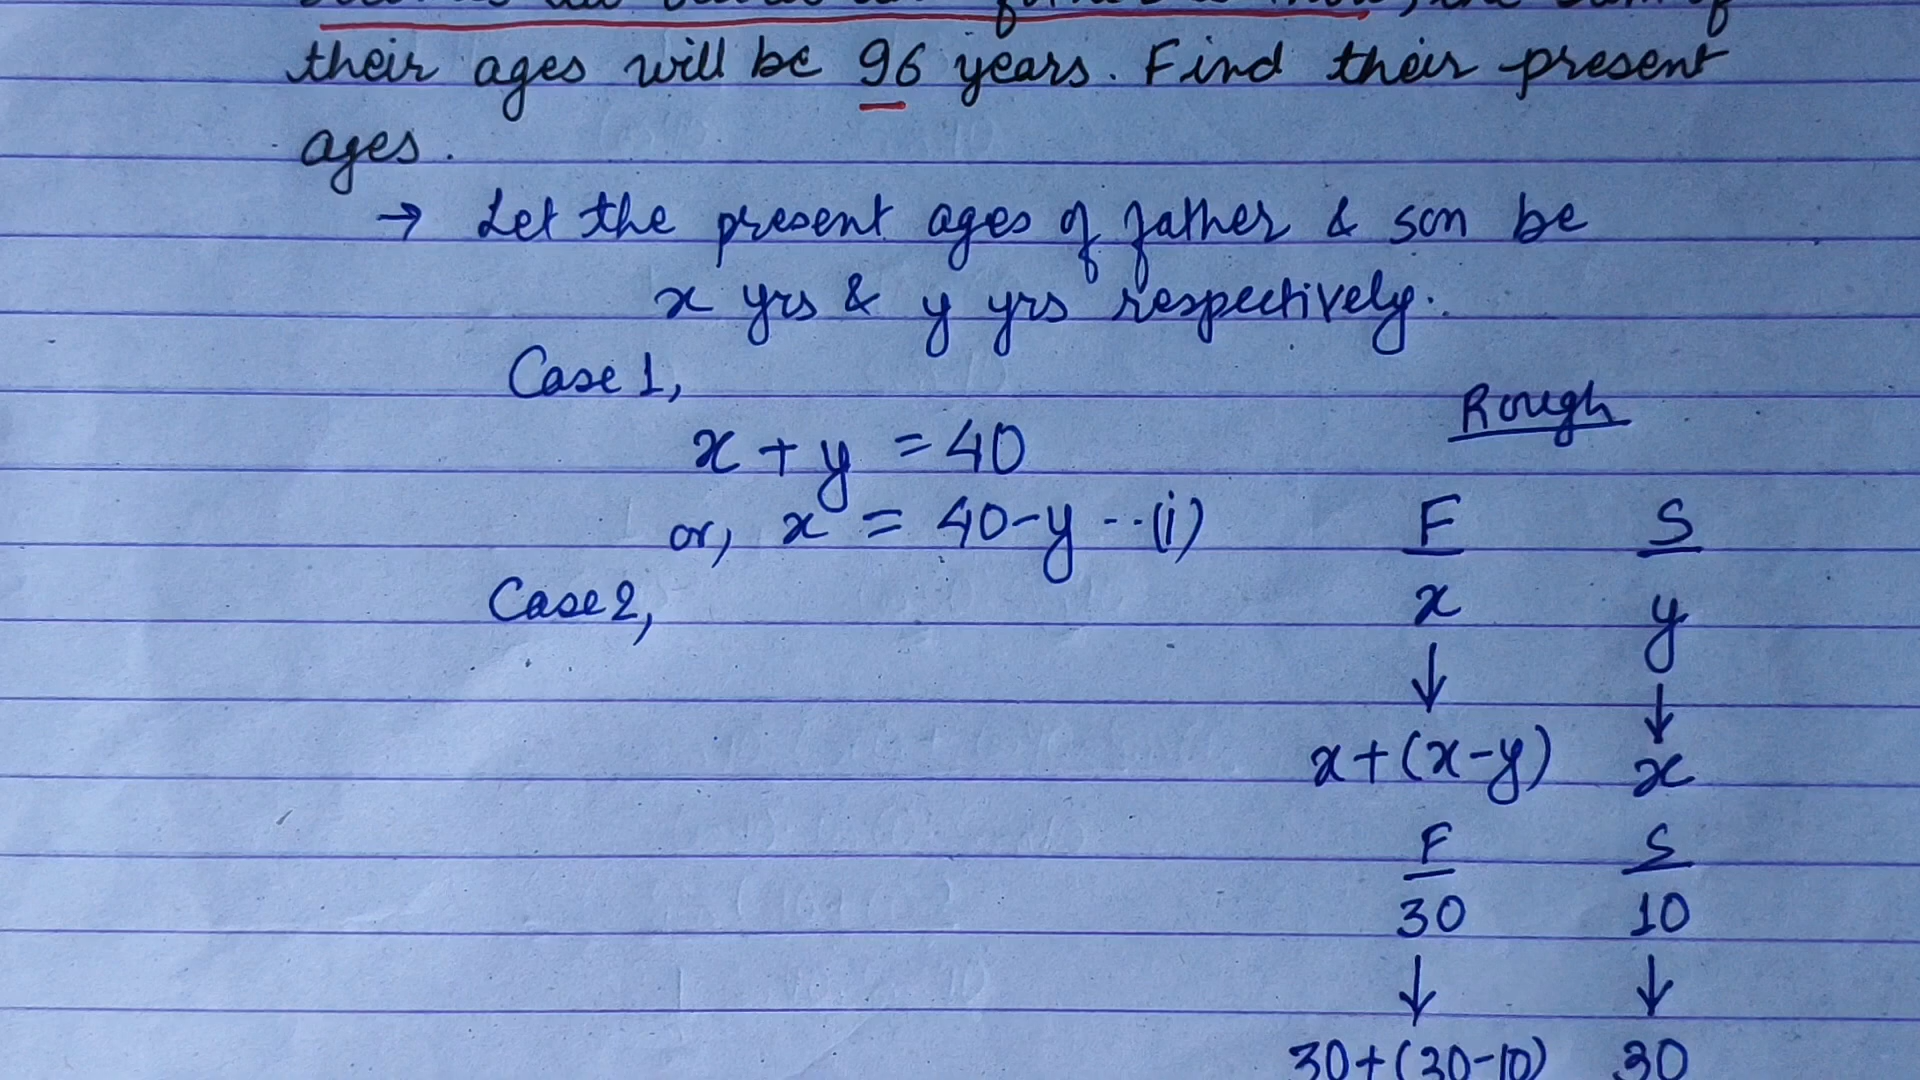 their ages will be 96 years. Find their present
ages.
→ Let the present ages of father & son be
x yrs & y yrs respectively.
Case 1,
x + y = 40
or, x = 40-y --(i)
Case 2,
Rough
F S
x y
↓ ↓
x+(x-y) x
F S
30 10
↓ ↓
30+(30-10) 30